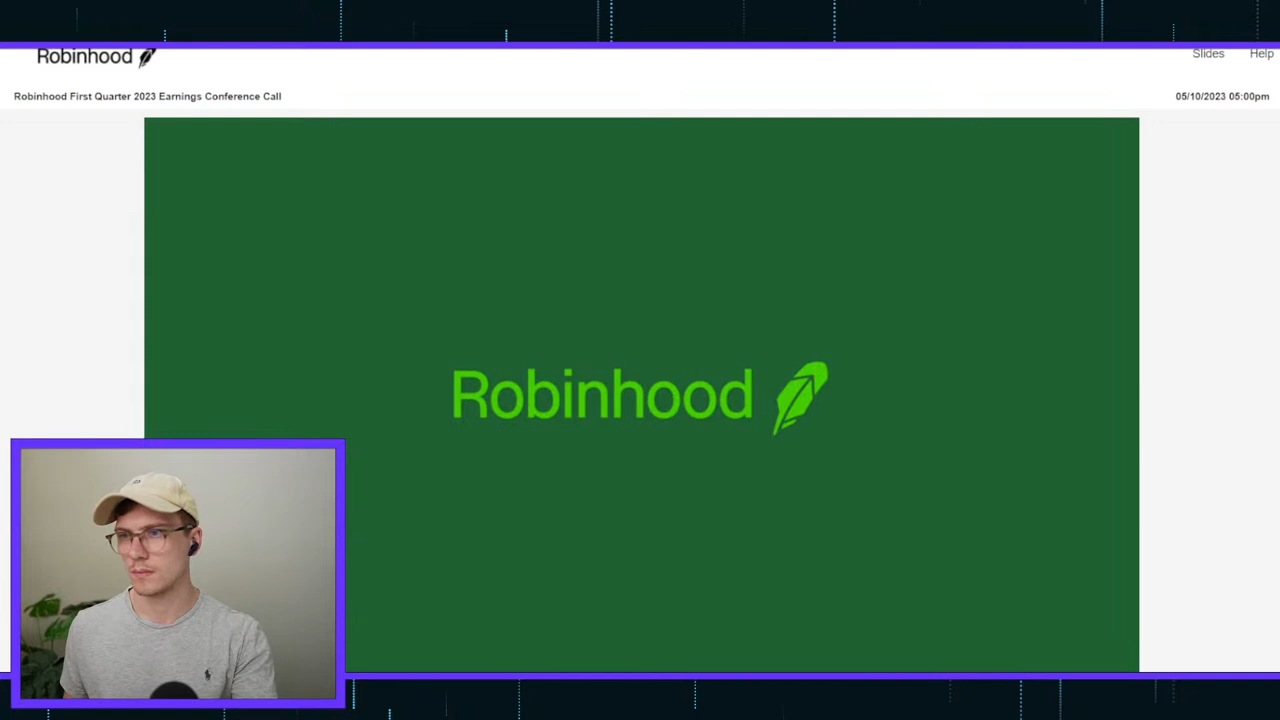 Robinhood
Slides Help
Robinhood First Quarter 2023 Earnings Conference Call
05/10/2023 05:00pm
Robinhood